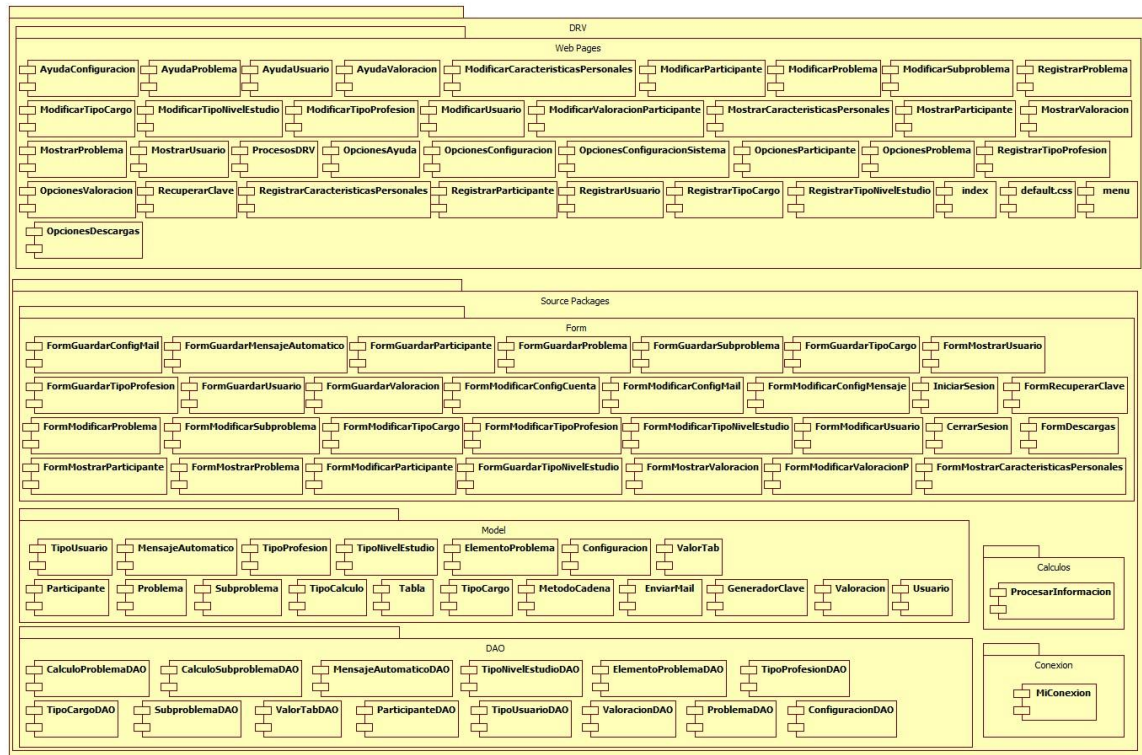 DRV
Web Pages
AyudaConfiguracion AyudaProblema AyudaUsuario AyudaValoracion ModificarCaracteristicasPersonales ModificarParticipante ModificarProblema ModificarSubproblema RegistrarProblema
ModificarTipoCargo ModificarTipoNivelEstudio ModificarTipoProfesion ModificarUsuario ModificarValoracionParticipante MostrarCaracteristicasPersonales MostrarParticipante MostrarValoracion
MostrarProblema MostrarUsuario ProcesosDRV OpcionesAyuda OpcionesConfiguracion OpcionesConfiguracionSistema OpcionesParticipante OpcionesProblema RegistrarTipoProfesion
OpcionesValoracion RecuperarClave RegistrarCaracteristicasPersonales RegistrarParticipante RegistrarUsuario RegistrarTipoCargo RegistrarTipoNivelEstudio index default.css menu
OpcionesDescargas
Source Packages
Form
FormGuardarConfigMail FormGuardarMensajeAutomatico FormGuardarParticipante FormGuardarProblema FormGuardarSubproblema FormGuardarTipoCargo FormMostrarUsuario
FormGuardarTipoProfesion FormGuardarUsuario FormGuardarValoracion FormModificarConfigCuenta FormModificarConfigMail FormModificarConfigMensaje IniciarSesion FormRecuperarClave
FormModificarProblema FormModificarSubproblema FormModificarTipoCargo FormModificarTipoProfesion FormModificarTipoNivelEstudio FormModificarUsuario CerrarSesion FormDescargas
FormMostrarParticipante FormMostrarProblema FormModificarParticipante FormGuardarTipoNivelEstudio FormMostrarValoracion FormModificarValoracionP FormMostrarCaracteristicasPersonales
Model
TipoUsuario MensajeAutomatico TipoProfesion TipoNivelEstudio ElementoProblema Configuracion ValorTab
Participante Problema Subproblema TipoCalculo Tabla TipoCargo MetodoCadena EnviarMail GeneradorClave Valoracion Usuario
Calculos
ProcesarInformacion
DAO
CalculoProblemaDAO CalculoSubproblemaDAO MensajeAutomaticoDAO TipoNivelEstudioDAO ElementoProblemaDAO TipoProfesionDAO
TipoCargoDAO SubproblemaDAO ValorTabDAO ParticipanteDAO TipoUsuarioDAO ValoracionDAO ProblemaDAO ConfiguracionDAO
Conexion
MiConexion